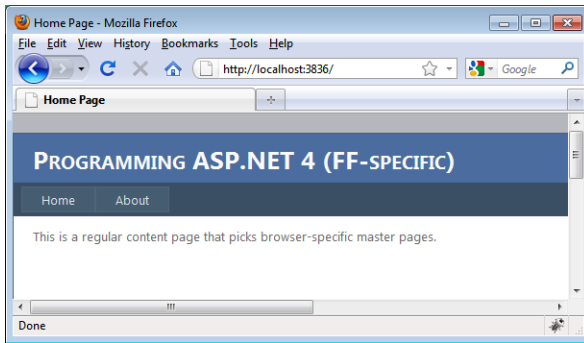 Home Page - Mozilla Firefox
File Edit View History Bookmarks Tools Help
http://localhost:3836/ Google
Home Page
PROGRAMMING ASP.NET 4 (FF-SPECIFIC)
Home About
This is a regular content page that picks browser-specific master pages.
Done